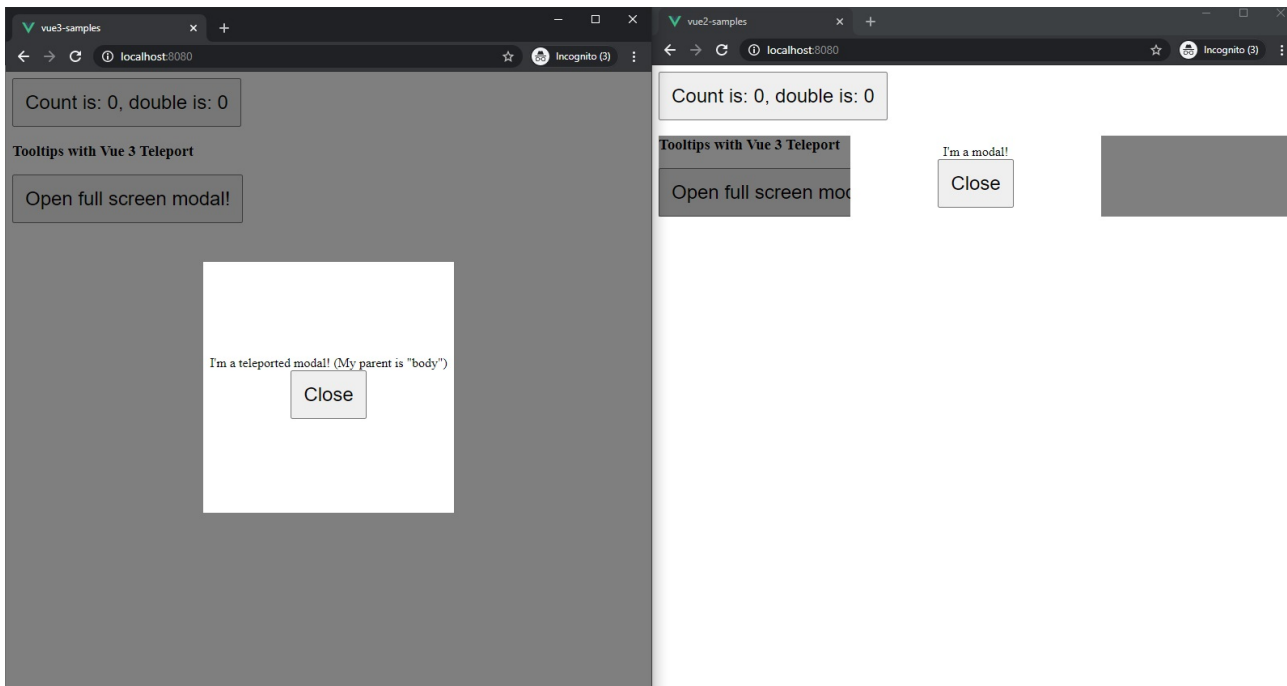 vue3-samples
localhost:8080
Incognito (3)
Count is: 0, double is: 0
Tooltips with Vue 3 Teleport
Open full screen modal!
I'm a teleported modal! (My parent is "body")
Close
vue2-samples
localhost:8080
Incognito (3)
Count is: 0, double is: 0
Tooltips with Vue 3 Teleport
Open full screen mo
I'm a modal!
Close